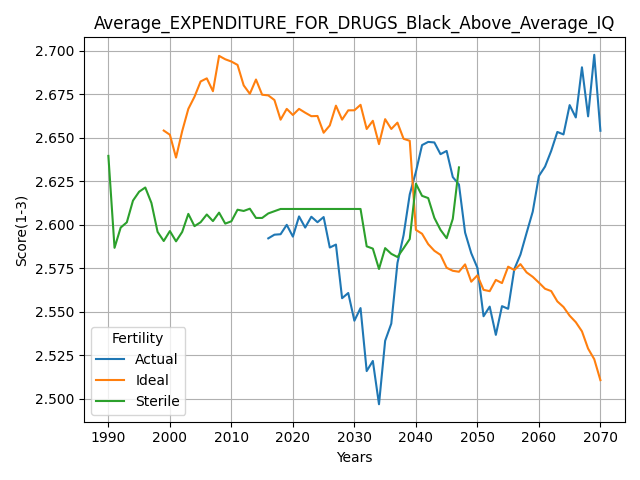 Average_EXPENDITURE_FOR_DRUGS_Black_Above_Average_IQ
Score(1-3)
2.700
2.675
2.650
2.625
2.600
2.575
2.550
2.525
2.500
Fertility
Actual
Ideal
Sterile
1990 2000 2010 2020 2030 2040 2050 2060 2070
Years